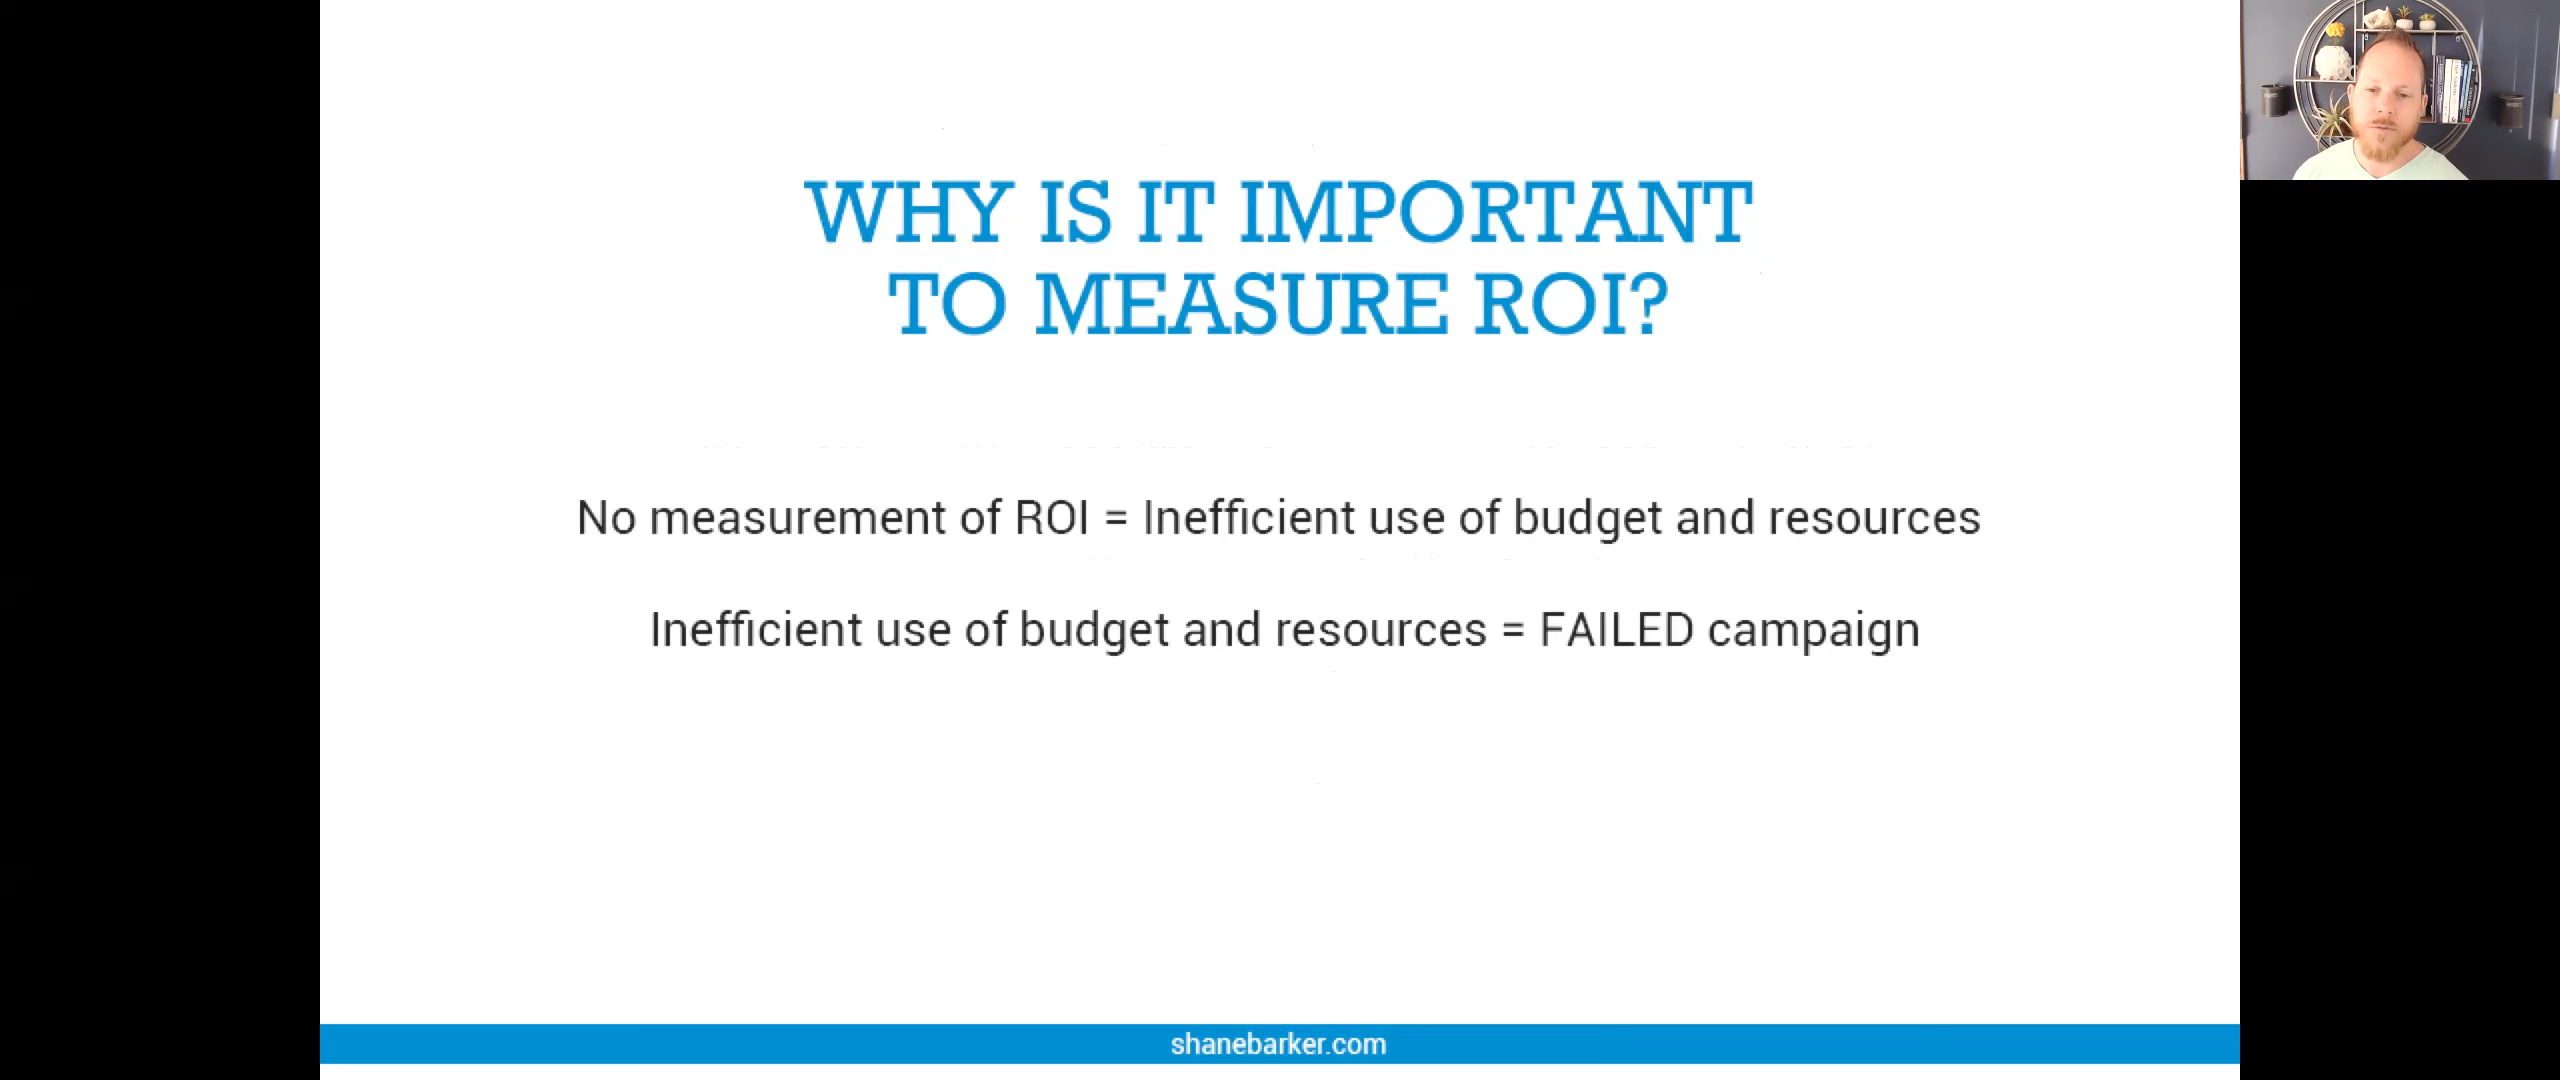 WHY IS IT IMPORTANT
TO MEASURE ROI?
No measurement of ROI = Inefficient use of budget and resources
Inefficient use of budget and resources = FAILED campaign
shanebarker.com